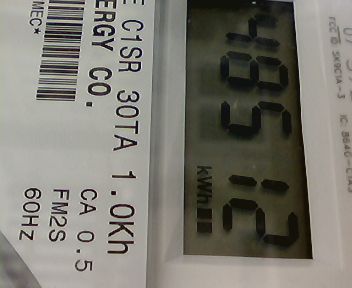 48512
kWh
E C1SR 30TA 1.0Kh
ERGY CO. CA 0.5
MEC* FM2S
60Hz